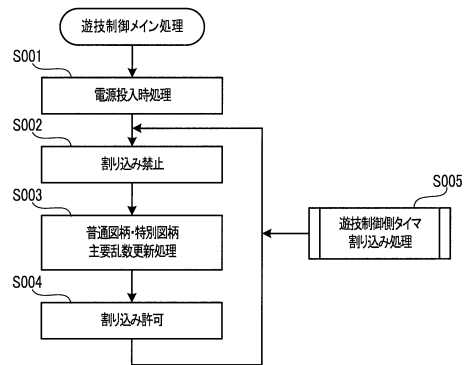 遊技制御メイン処理
S001
電源投入時処理
S002
割り込み禁止
S003
普通図柄・特別図柄
主要乱数更新処理
S004
割り込み許可
S005
遊技制御側タイマ
割り込み処理